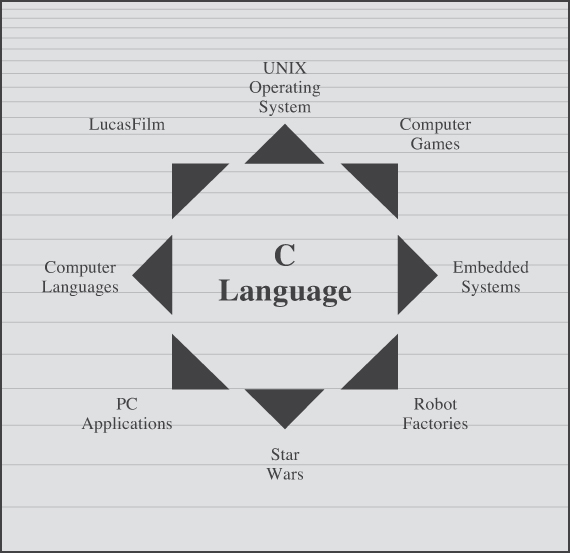 UNIX
Operating
System
LucasFilm
Computer
Games
C
Language
Computer
Languages
Embedded
Systems
PC
Applications
Robot
Factories
Star
Wars